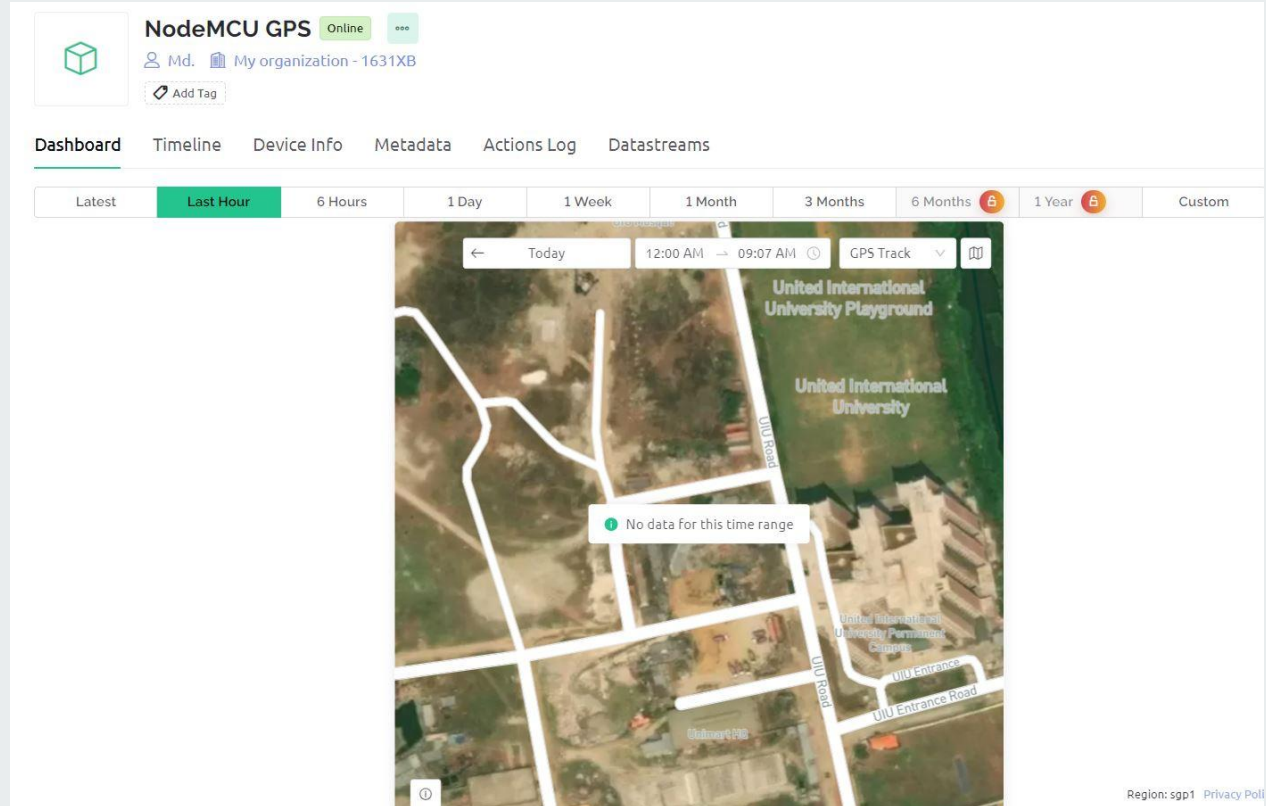 NodeMCU GPS Online
Md. My organization - 1631XB
Add Tag
Dashboard Timeline Device Info Metadata Actions Log Datastreams
Latest Last Hour 6 Hours 1 Day 1 Week 1 Month 3 Months 6 Months 1 Year Custom
← Today 12:00 AM → 09:07 AM GPS Track
United International
University Playground
United International
University
UIU Road
No data for this time range
United International
University Permanent
Campus
UIU Entrance
UIU Road
UIU Entrance Road
Unimart HQ
Region: sgp1 Privacy Poli